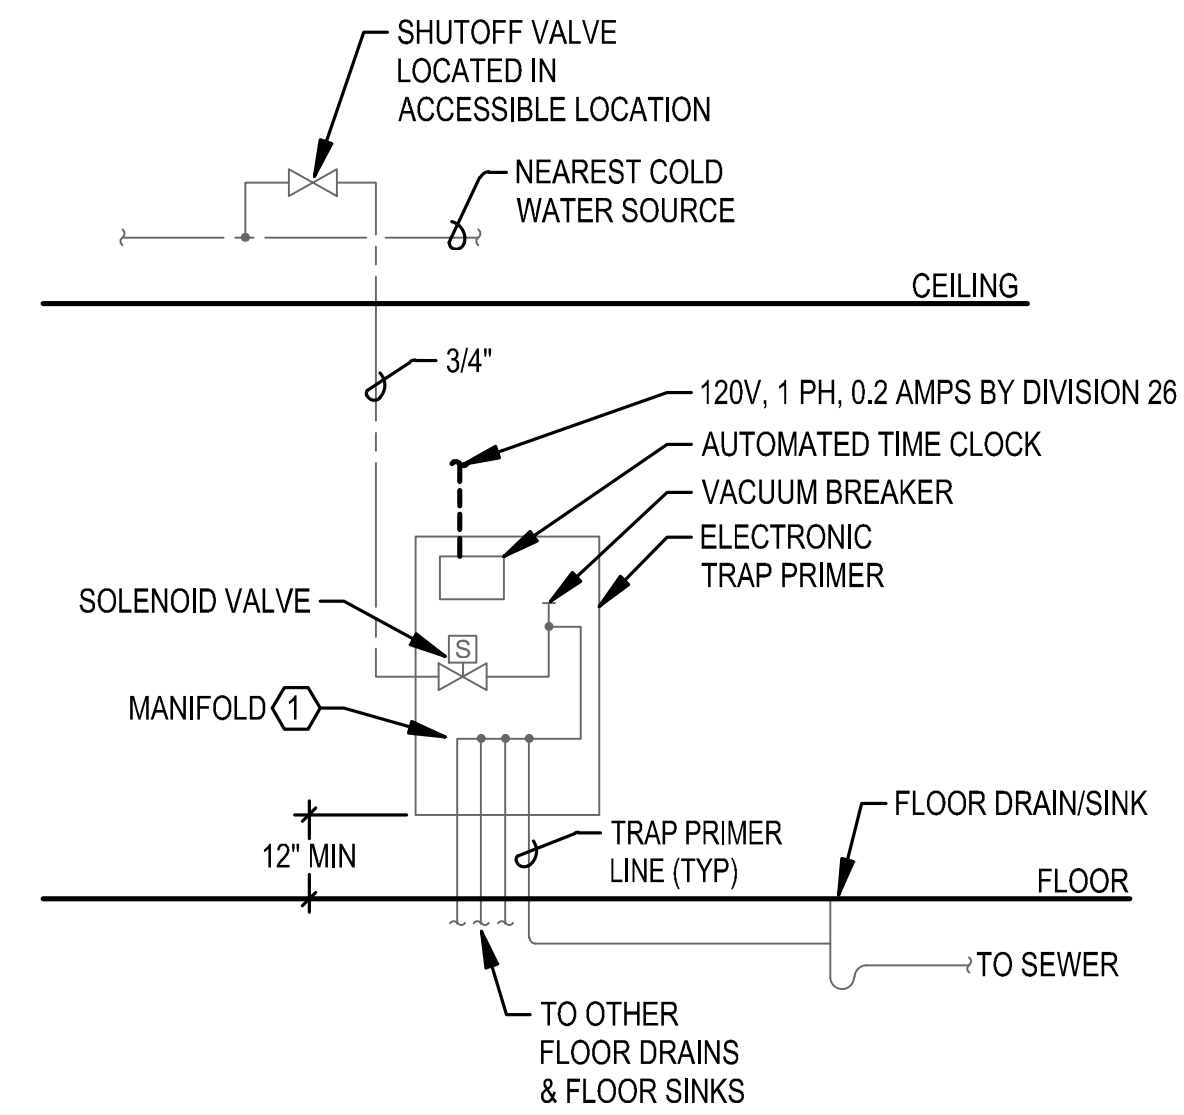 SHUTOFF VALVE
LOCATED IN
ACCESSIBLE LOCATION
NEAREST COLD
WATER SOURCE
CEILING
3/4"
120V, 1 PH, 0.2 AMPS BY DIVISION 26
AUTOMATED TIME CLOCK
VACUUM BREAKER
ELECTRONIC
TRAP PRIMER
SOLENOID VALVE
S
MANIFOLD 1
FLOOR DRAIN/SINK
TRAP PRIMER
LINE (TYP)
12" MIN
FLOOR
TO SEWER
TO OTHER
FLOOR DRAINS
& FLOOR SINKS